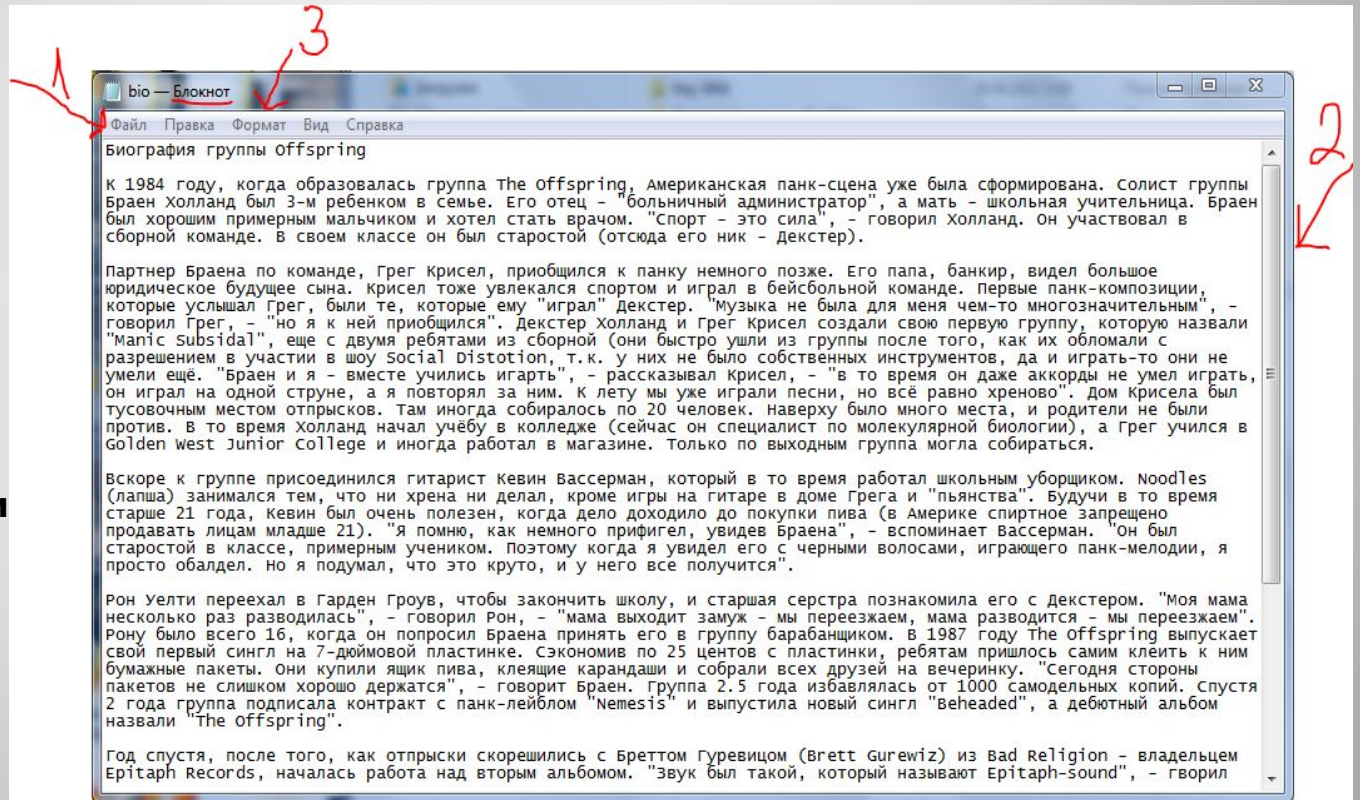 3
1
bio — Блокнот
Файл Правка Формат Вид Справка
2
Биография группы Offspring
К 1984 году, когда образовалась группа The Offspring, Американская панк-сцена уже была сформирована. Солист группы
Браен Холланд был 3-м ребенком в семье. Его отец - "больничный администратор", а мать - школьная учительница. Браен
был хорошим примерным мальчиком и хотел стать врачом. "Спорт - это сила", - говорил Холланд. Он участвовал в
сборной команде. В своем классе он был старостой (отсюда его ник - Декстер).
Партнер Браена по команде, Грег Крисел, приобщился к панку немного позже. Его папа, банкир, видел большое
юридическое будущее сына. Крисел тоже увлекался спортом и играл в бейсбольной команде. Первые панк-композиции,
которые услышал Грег, были те, которые ему "играл" Декстер. "Музыка не была для меня чем-то многозначительным", -
говорил Грег, - "но я к ней приобщился". Декстер Холланд и Грег Крисел создали свою первую группу, которую назвали
"Manic Subsidal", еще с двумя ребятами из сборной (они быстро ушли из группы после того, как их обломали с
разрешением в участии в шоу Social Distotion, т.к. у них не было собственных инструментов, да и играть-то они не
умели ещё. "Браен и я - вместе учились игарть", - рассказывал Крисел, - "в то время он даже аккорды не умел играть,
он играл на одной струне, а я повторял за ним. К лету мы уже играли песни, но всё равно хреново". Дом Крисела был
тусовочным местом отпрысков. Там иногда собиралось по 20 человек. Наверху было много места, и родители не были
против. В то время Холланд начал учёбу в колледже (сейчас он специалист по молекулярной биологии), а Грег учился в
Golden West Junior College и иногда работал в магазине. Только по выходным группа могла собираться.
Вскоре к группе присоединился гитарист Кевин Вассерман, который в то время работал школьным уборщиком. Noodles
(лапша) занимался тем, что ни хрена ни делал, кроме игры на гитаре в доме Грега и "пьянства". Будучи в то время
старше 21 года, Кевин был очень полезен, когда дело доходило до покупки пива (в Америке спиртное запрещено
продавать лицам младше 21). "Я помню, как немного прифигел, увидев Браена", - вспоминает Вассерман. "Он был
старостой в классе, примерным учеником. Поэтому когда я увидел его с черными волосами, играющего панк-мелодии, я
просто обалдел. Но я подумал, что это круто, и у него все получится".
Рон Уелти переехал в Гарден Гроув, чтобы закончить школу, и старшая серстра познакомила его с Декстером. "Моя мама
несколько раз разводилась", - говорил Рон, - "мама выходит замуж - мы переезжаем, мама разводится - мы переезжаем".
Рону было всего 16, когда он попросил Браена принять его в группу барабанщиком. В 1987 году The Offspring выпускает
свой первый сингл на 7-дюймовой пластинке. Сэкономив по 25 центов с пластинки, ребятам пришлось самим клеить к ним
бумажные пакеты. Они купили ящик пива, клеящие карандаши и собрали всех друзей на вечеринку. "Сегодня стороны
пакетов не слишком хорошо держатся", - говорит Браен. Группа 2.5 года избавлялась от 1000 самодельных копий. Спустя
2 года группа подписала контракт с панк-лейблом "Nemesis" и выпустила новый сингл "Beheaded", а дебютный альбом
назвали "The Offspring".
Год спустя, после того, как отпрыски скорешились с Бреттом Гуревицом (Brett Gurewiz) из Bad Religion - владельцем
Epitaph Records, началась работа над вторым альбомом. "Звук был такой, который называют Epitaph-sound", - гворил